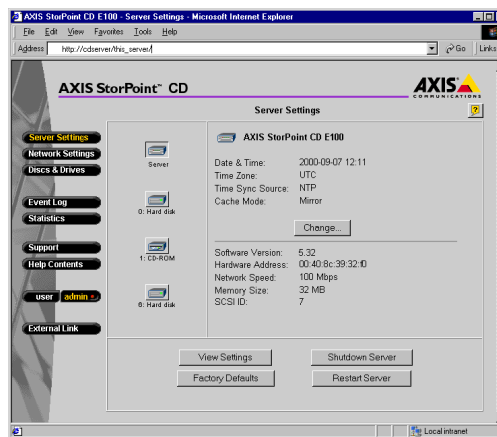 AXIS StorPoint CD E100 - Server Settings - Microsoft Internet Explorer
File Edit View Favorites Tools Help
Address http://cdserver/this_server/ Go Links
AXIS StorPoint™ CD
AXIS
COMMUNICATIONS
Server Settings
?
Server Settings
Network Settings
Discs & Drives
Event Log
Statistics
Support
Help Contents
user admin
External Link
Server
0: Hard disk
1: CD-ROM
6: Hard disk
AXIS StorPoint CD E100
Date & Time: 2000-09-07 12:11
Time Zone: UTC
Time Sync Source: NTP
Cache Mode: Mirror
Change...
Software Version: 5.32
Hardware Address: 00:40:8c:39:32:f0
Network Speed: 100 Mbps
Memory Size: 32 MB
SCSI ID: 7
View Settings Shutdown Server
Factory Defaults Restart Server
Local intranet